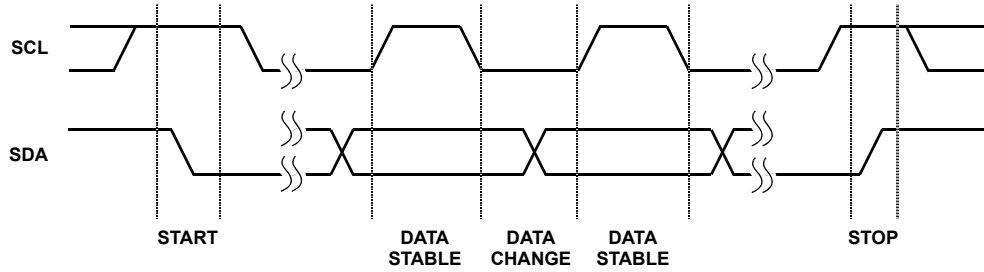 SCL
SDA
START
DATA
STABLE
DATA
CHANGE
DATA
STABLE
STOP